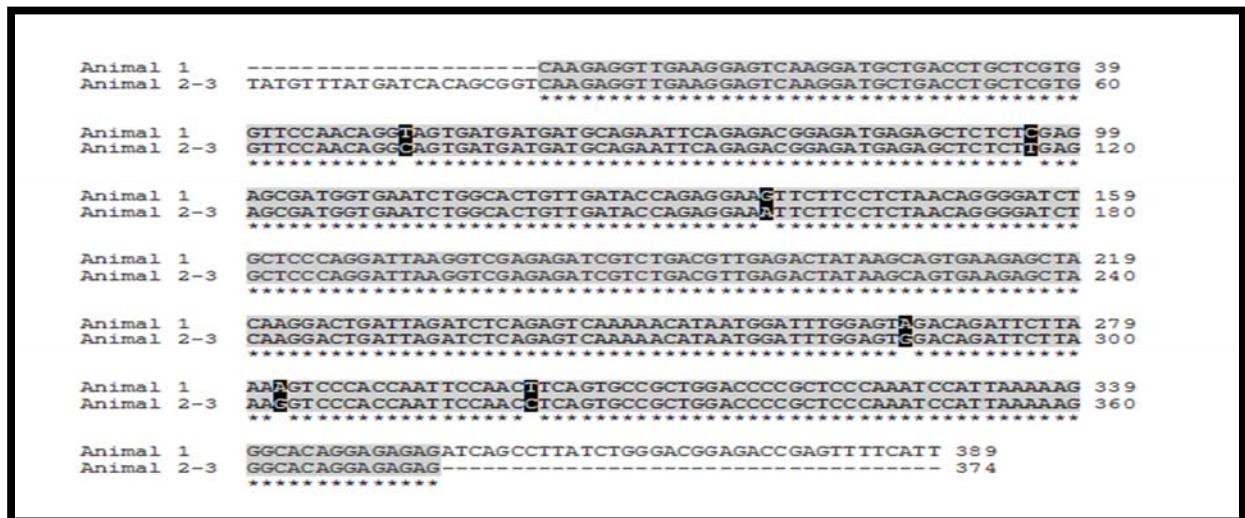 Animal 1 ---------------------CAAGAGGTTGAAGGAGTCAAGGATGCTGACCTGCTCGTG 39
Animal 2-3 TATGTTTATGATCACAGCGGTCAAGAGGTTGAAGGAGTCAAGGATGCTGACCTGCTCGTG 60
***************************************
Animal 1 GTTCCAACAGGTAGTGATGATGATGCAGAATTCAGAGACGGAGATGAGAGCTCTCTCGAG 99
Animal 2-3 GTTCCAACAGGCAGTGATGATGATGCAGAATTCAGAGACGGAGATGAGAGCTCTCTTGAG 120
*********** ******************************************** ***
Animal 1 AGCGATGGTGAATCTGGCACTGTTGATACCAGAGGAAGTTCTTCCTCTAACAGGGGATCT 159
Animal 2-3 AGCGATGGTGAATCTGGCACTGTTGATACCAGAGGAAATTCTTCCTCTAACAGGGGATCT 180
************************************* **********************
Animal 1 GCTCCCAGGATTAAGGTCGAGAGATCGTCTGACGTTGAGACTATAAGCAGTGAAGAGCTA 219
Animal 2-3 GCTCCCAGGATTAAGGTCGAGAGATCGTCTGACGTTGAGACTATAAGCAGTGAAGAGCTA 240
************************************************************
Animal 1 CAAGGACTGATTAGATCTCAGAGTCAAAAACATAATGGATTTGGAGTAGACAGATTCTTA 279
Animal 2-3 CAAGGACTGATTAGATCTCAGAGTCAAAAACATAATGGATTTGGAGTGGACAGATTCTTA 300
*********************************************** ************
Animal 1 AAAGTCCCACCAATTCCAACTTCAGTGCCGCTGGACCCCGCTCCCAAATCCATTAAAAAG 339
Animal 2-3 AAGGTCCCACCAATTCCAACCTCAGTGCCGCTGGACCCCGCTCCCAAATCCATTAAAAAG 360
** ***************** ***************************************
Animal 1 GGCACAGGAGAGAGATCAGCCTTATCTGGGACGGAGACCGAGTTTTCATT 389
Animal 2-3 GGCACAGGAGAGAG------------------------------------ 374
**************